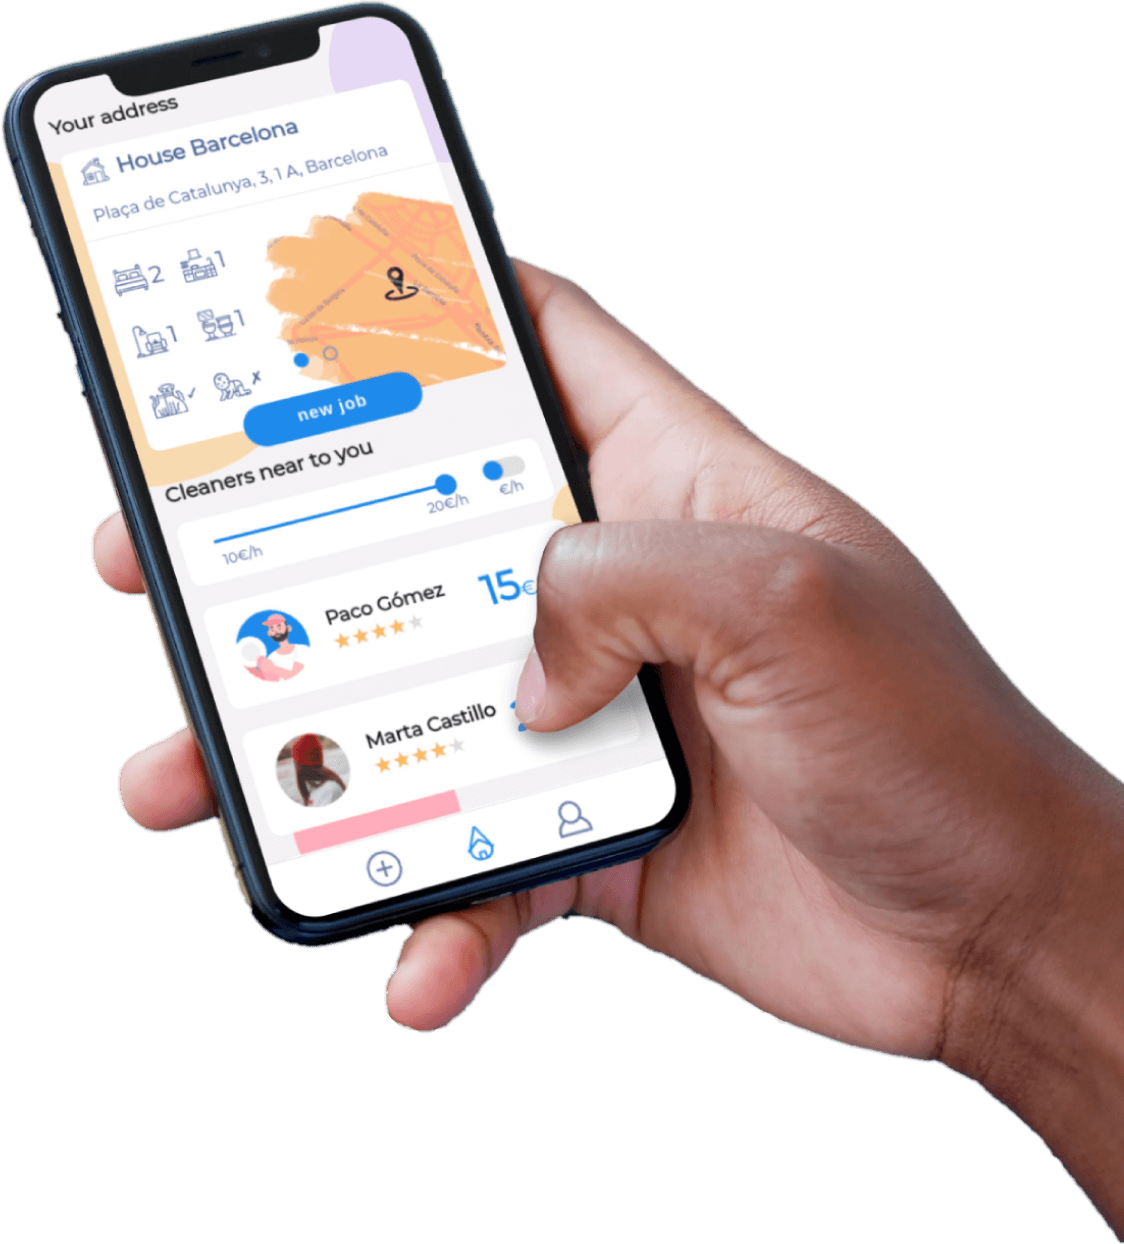 Your address
House Barcelona
Plaça de Catalunya, 3, 1 A, Barcelona
2
1
1
1
new job
Cleaners near to you
10€/h
20€/h
€/h
Paco Gómez
15€
Marta Castillo